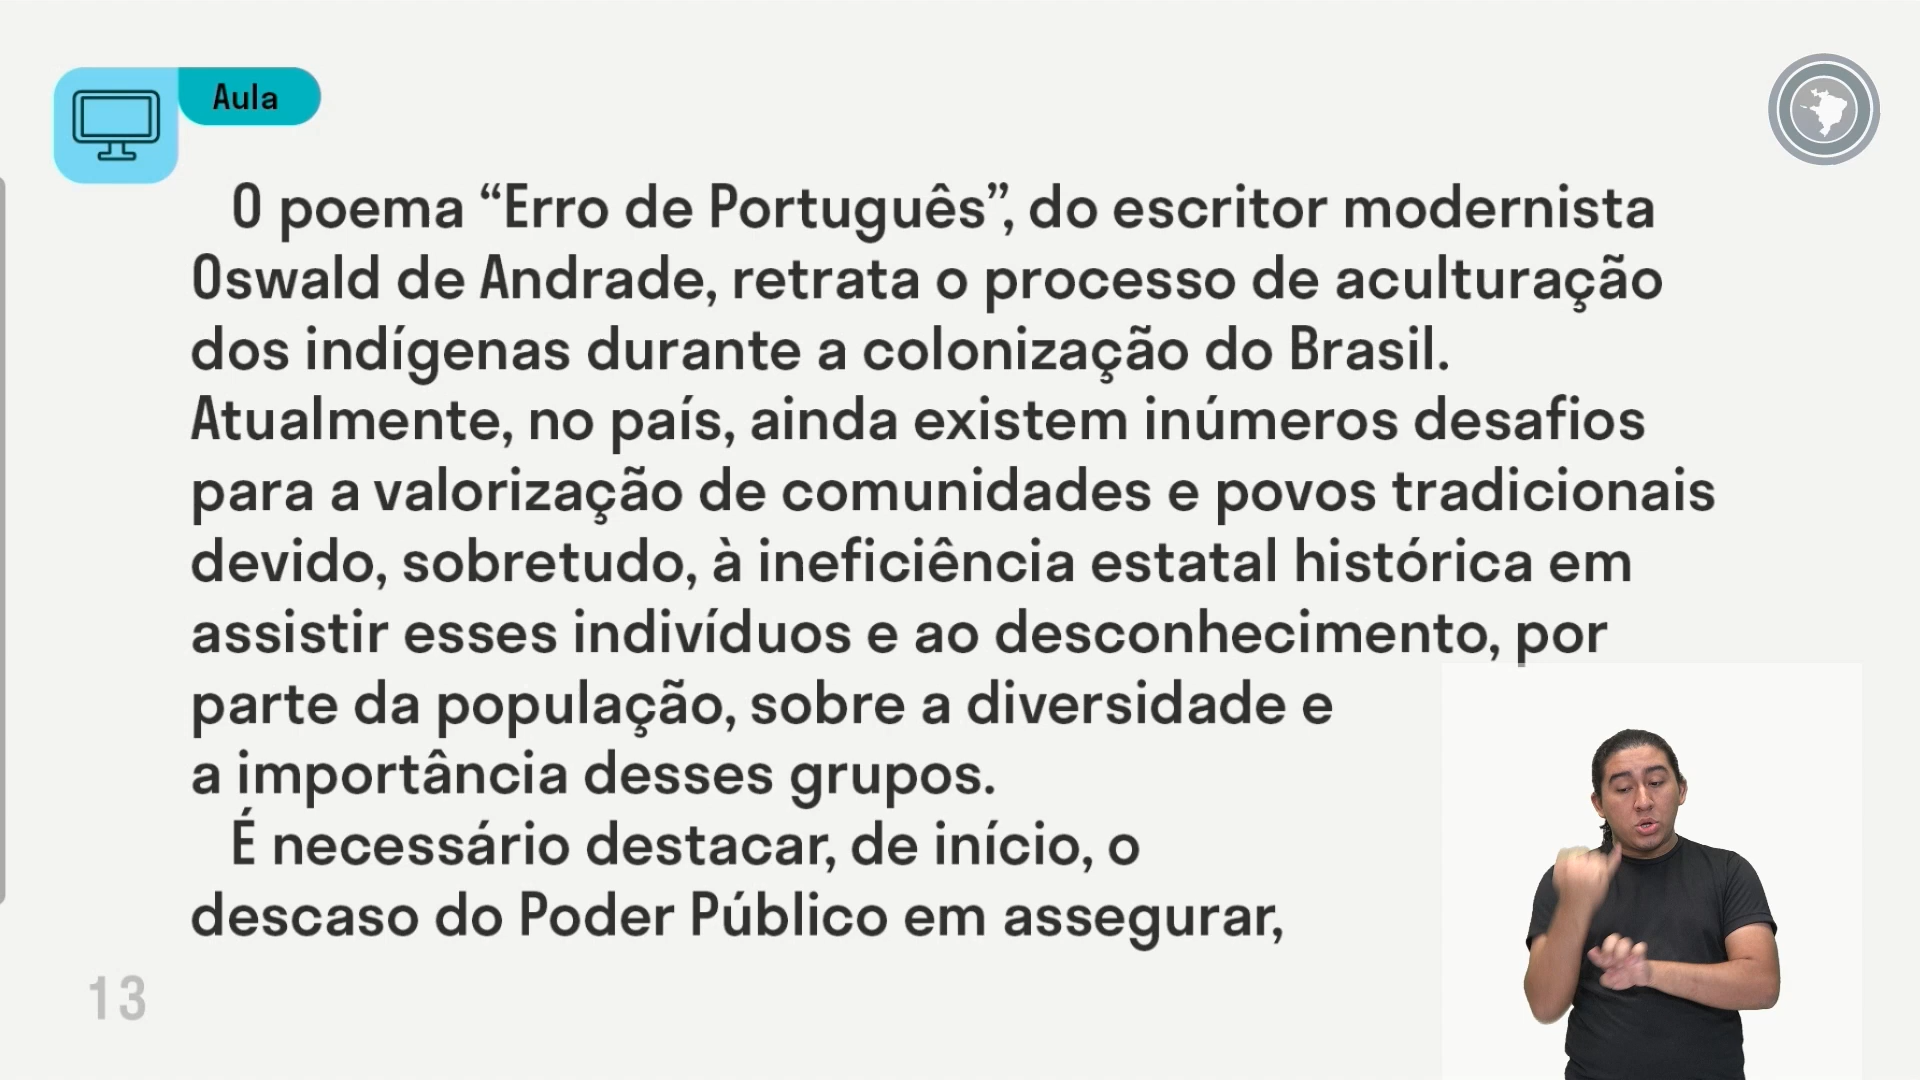 Aula
O poema “Erro de Português”, do escritor modernista
Oswald de Andrade, retrata o processo de aculturação
dos indígenas durante a colonização do Brasil.
Atualmente, no país, ainda existem inúmeros desafios
para a valorização de comunidades e povos tradicionais
devido, sobretudo, à ineficiência estatal histórica em
assistir esses indivíduos e ao desconhecimento, por
parte da população, sobre a diversidade e
a importância desses grupos.
É necessário destacar, de início, o
descaso do Poder Público em assegurar,
13